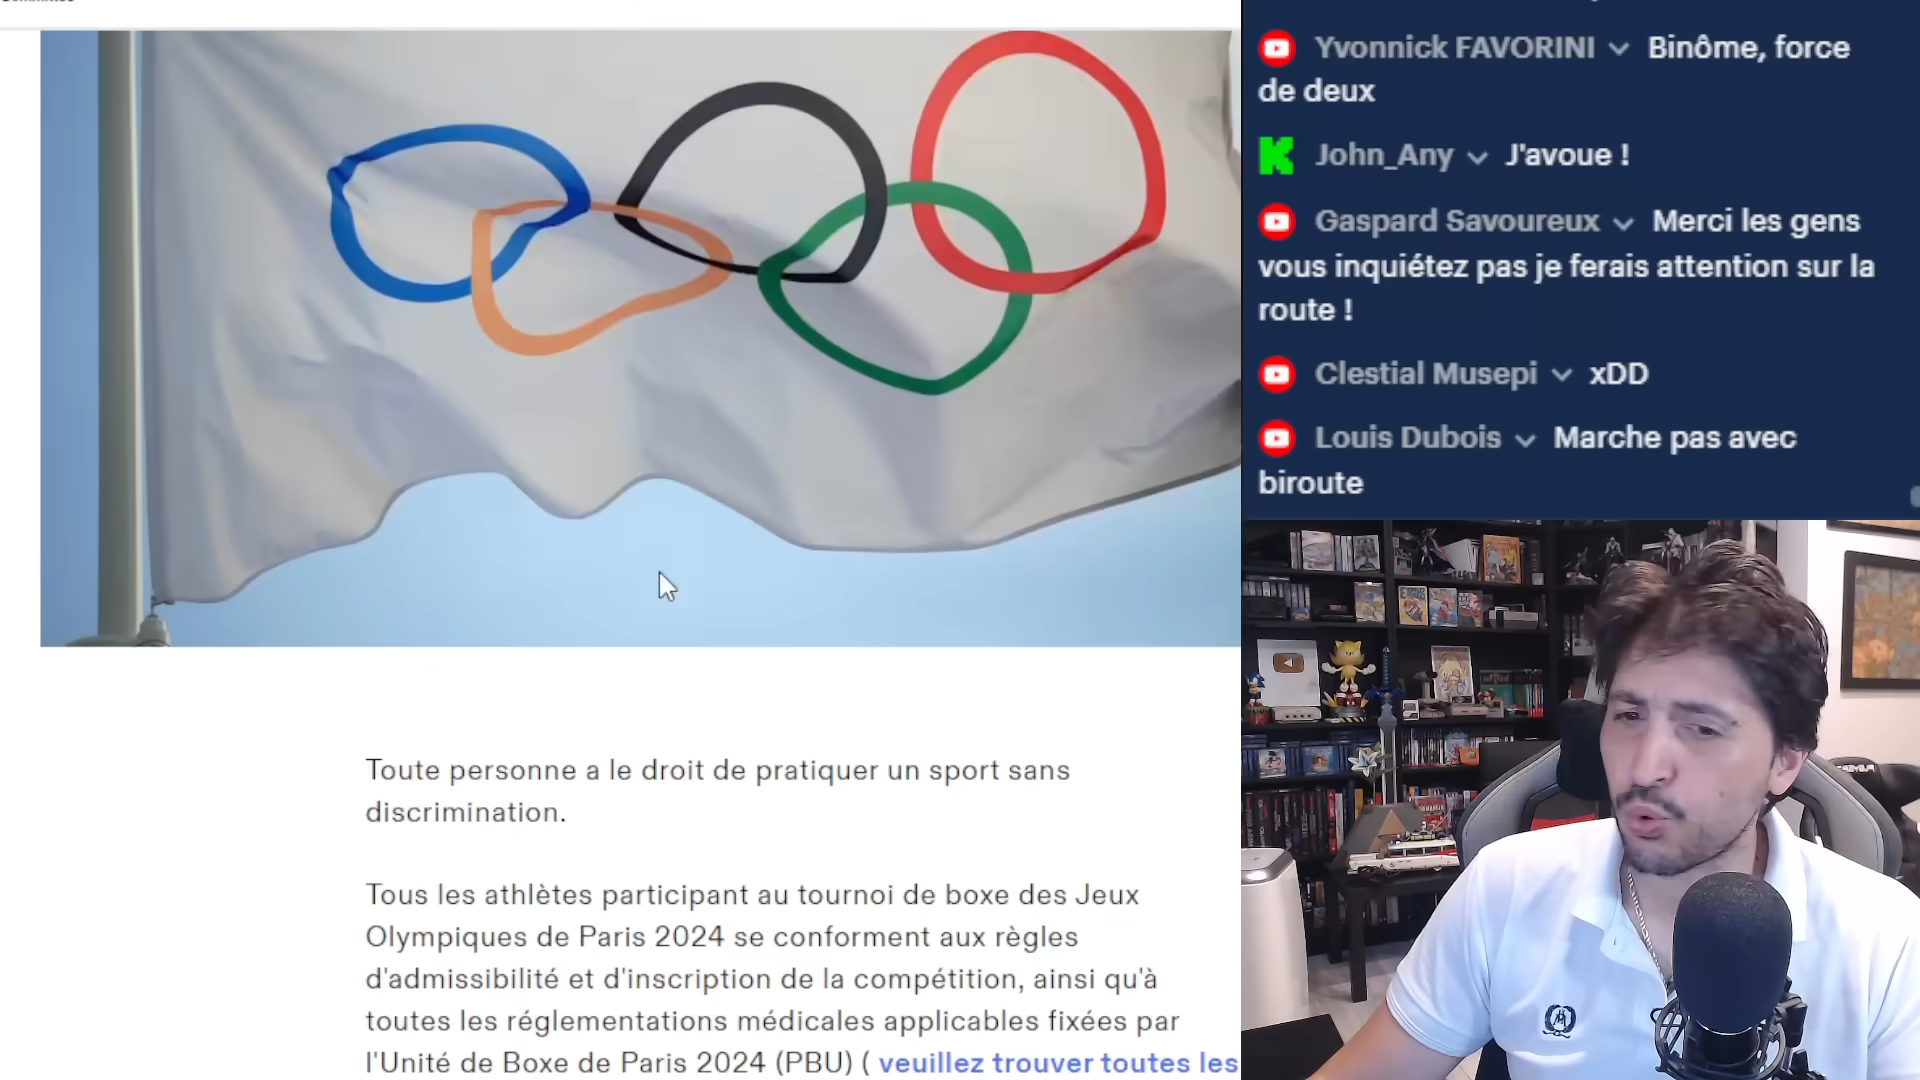 Toute personne a le droit de pratiquer un sport sans
discrimination.
Tous les athlètes participant au tournoi de boxe des Jeux
Olympiques de Paris 2024 se conforment aux règles
d'admissibilité et d'inscription de la compétition, ainsi qu'à
toutes les réglementations médicales applicables fixées par
l'Unité de Boxe de Paris 2024 (PBU) ( veuillez trouver toutes les
Yvonnick FAVORINI Binôme, force
de deux
John_Any J'avoue !
Gaspard Savoureux Merci les gens
vous inquiétez pas je ferais attention sur la
route !
Clestial Musepi xDD
Louis Dubois Marche pas avec
biroute